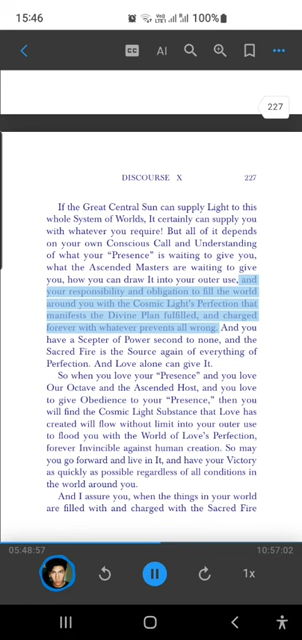 15:46
100%
CC
AI
227
DISCOURSE X 227
If the Great Central Sun can supply Light to this
whole System of Worlds, It certainly can supply you
with whatever you require! But all of it depends
on your own Conscious Call and Understanding
of what your “Presence” is waiting to give you,
what the Ascended Masters are waiting to give
you, how you can draw It into your outer use, and
your responsibility and obligation to fill the world
around you with the Cosmic Light’s Perfection that
manifests the Divine Plan fulfilled, and charged
forever with whatever prevents all wrong. And you
have a Scepter of Power second to none, and the
Sacred Fire is the Source again of everything of
Perfection. And Love alone can give It.
So when you love your “Presence” and you love
Our Octave and the Ascended Host, and you love
to give Obedience to your “Presence,” then you
will find the Cosmic Light Substance that Love has
created will flow without limit into your outer use
to flood you with the World of Love’s Perfection,
forever Invincible against human creation. So may
you go forward and live in It, and have your Victory
as quickly as possible regardless of all conditions in
the world around you.
And I assure you, when the things in your world
are filled with and charged with the Sacred Fire
05:48:57 10:57:02
1x